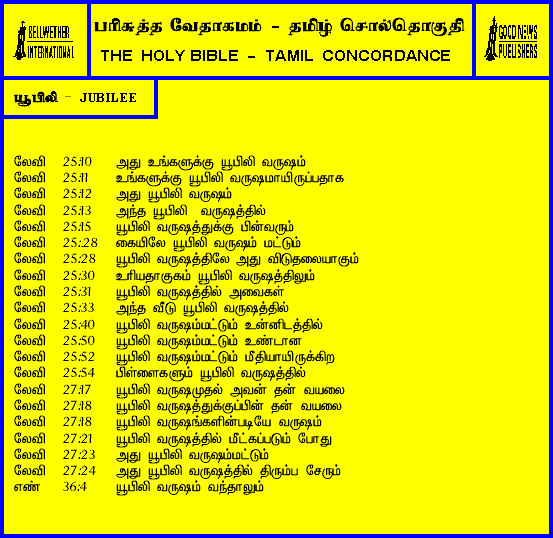 BELLWETHER
INTERNATIONAL
பரிசுத்த வேதாகமம் - தமிழ் சொல்தொகுதி
THE HOLY BIBLE - TAMIL CONCORDANCE
GOOD NEWS
PUBLISHERS
யூபிலி - JUBILEE
லேவி 25:10 அது உங்களுக்கு யூபிலி வருஷம்
லேவி 25:11 உங்களுக்கு யூபிலி வருஷமாயிருப்பதாக
லேவி 25:12 அது யூபிலி வருஷம்
லேவி 25:13 அந்த யூபிலி வருஷத்தில்
லேவி 25:15 யூபிலி வருஷத்துக்கு பின்வரும்
லேவி 25:28 கையிலே யூபிலி வருஷம் மட்டும்
லேவி 25:28 யூபிலி வருஷத்திலே அது விடுதலையாகும்
லேவி 25:30 உரியதாகுகம் யூபிலி வருஷத்திலும்
லேவி 25:31 யூபிலி வருஷத்தில் அவைகள்
லேவி 25:33 அந்த வீடு யூபிலி வருஷத்தில்
லேவி 25:40 யூபிலி வருஷம்மட்டும் உன்னிடத்தில்
லேவி 25:50 யூபிலி வருஷம்மட்டும் உண்டான
லேவி 25:52 யூபிலி வருஷம்மட்டும் மீதியாயிருக்கிற
லேவி 25:54 பிள்ளைகளும் யூபிலி வருஷத்தில்
லேவி 27:17 யூபிலி வருஷமுதல் அவன் தன் வயலை
லேவி 27:18 யூபிலி வருஷத்துக்குப்பின் தன் வயலை
லேவி 27:18 யூபிலி வருஷங்களின்படியே வருஷம்
லேவி 27:21 யூபிலி வருஷத்தில் மீட்கப்படும் போது
லேவி 27:23 அது யூபிலி வருஷம்மட்டும்
லேவி 27:24 அது யூபிலி வருஷத்தில் திரும்ப சேரும்
எண் 36:4 யூபிலி வருஷம் வந்தாலும்